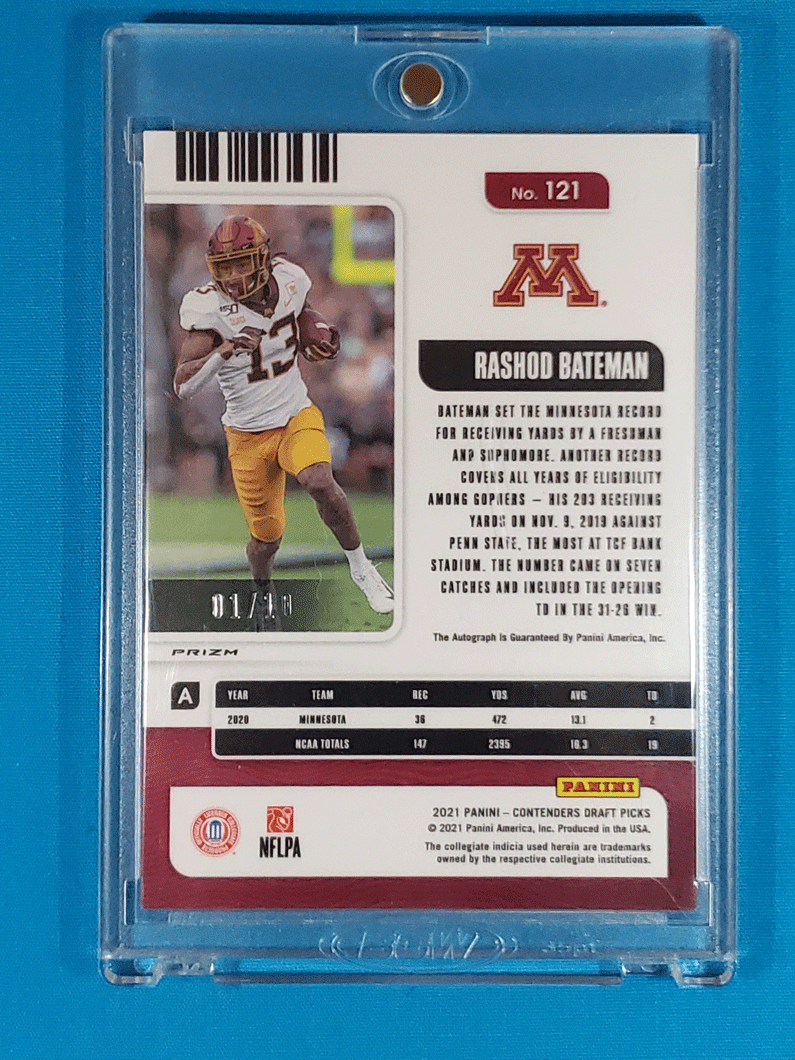 No. 121
M
RASHOD BATEMAN
BATEMAN SET THE MINNESOTA RECORD
FOR RECEIVING YARDS BY A FRESHMAN
AND SOPHOMORE. ANOTHER RECORD
COVERS ALL YEARS OF ELIGIBILITY
AMONG GOPHERS – HIS 203 RECEIVING
YARDS ON NOV. 9, 2019 AGAINST
PENN STATE, THE MOST AT TCF BANK
STADIUM. THE NUMBER CAME ON SEVEN
CATCHES AND INCLUDED THE OPENING
TD IN THE 31-26 WIN.
The Autograph Is Guaranteed By Panini America, Inc.
13
150
13
01/10
PRIZM
A
YEAR TEAM REC YDS AVG TD
2020 MINNESOTA 36 472 13.1 2
NCAA TOTALS 147 2395 16.3 19
PANINI
2021 PANINI – CONTENDERS DRAFT PICKS
© 2021 Panini America, Inc. Produced in the USA.
The collegiate indicia used herein are trademarks
owned by the respective collegiate institutions.
NFLPA